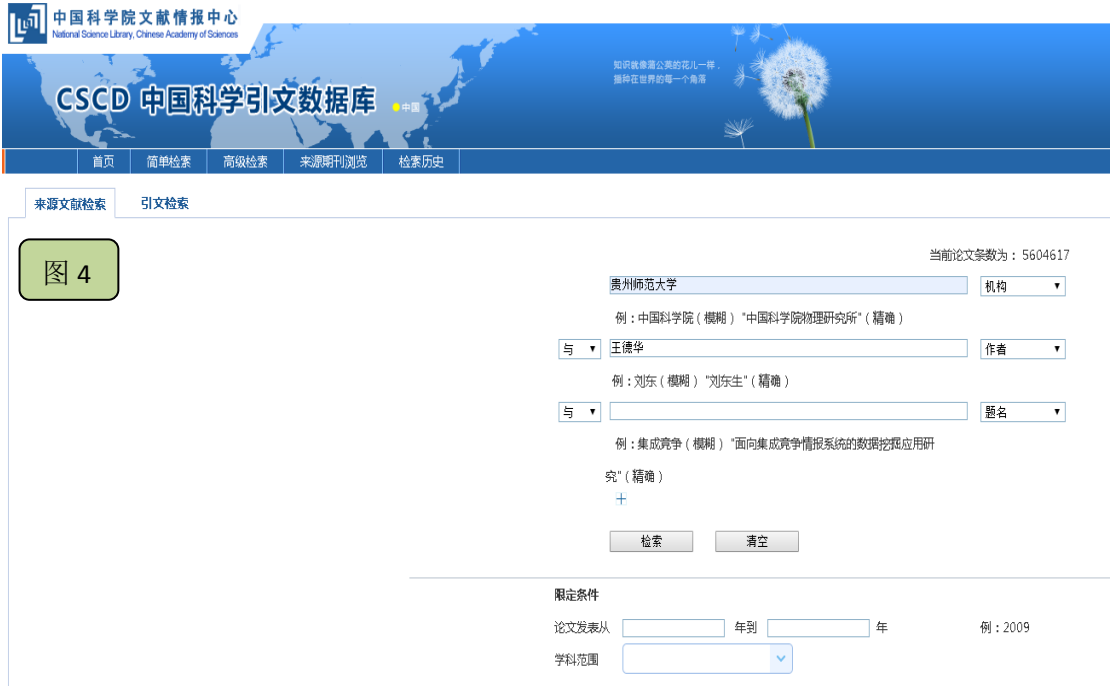 中国科学院文献情报中心
National Science Library, Chinese Academy of Sciences
知识就像蒲公英的花儿一样，
播种在世界的每一个角落
CSCD 中国科学引文数据库 中国
首页 简单检索 高级检索 来源期刊浏览 检索历史
来源文献检索 引文检索
图 4
当前论文条数为： 5604617
贵州师范大学 机构
例：中国科学院（模糊） "中国科学院物理研究所"（精确）
与 王德华 作者
例：刘东（模糊） "刘东生"（精确）
与 题名
例：集成竞争（模糊） "面向集成竞争情报系统的数据挖掘应用研
究"（精确）
+
检索 清空
限定条件
论文发表从 年到 年 例：2009
学科范围